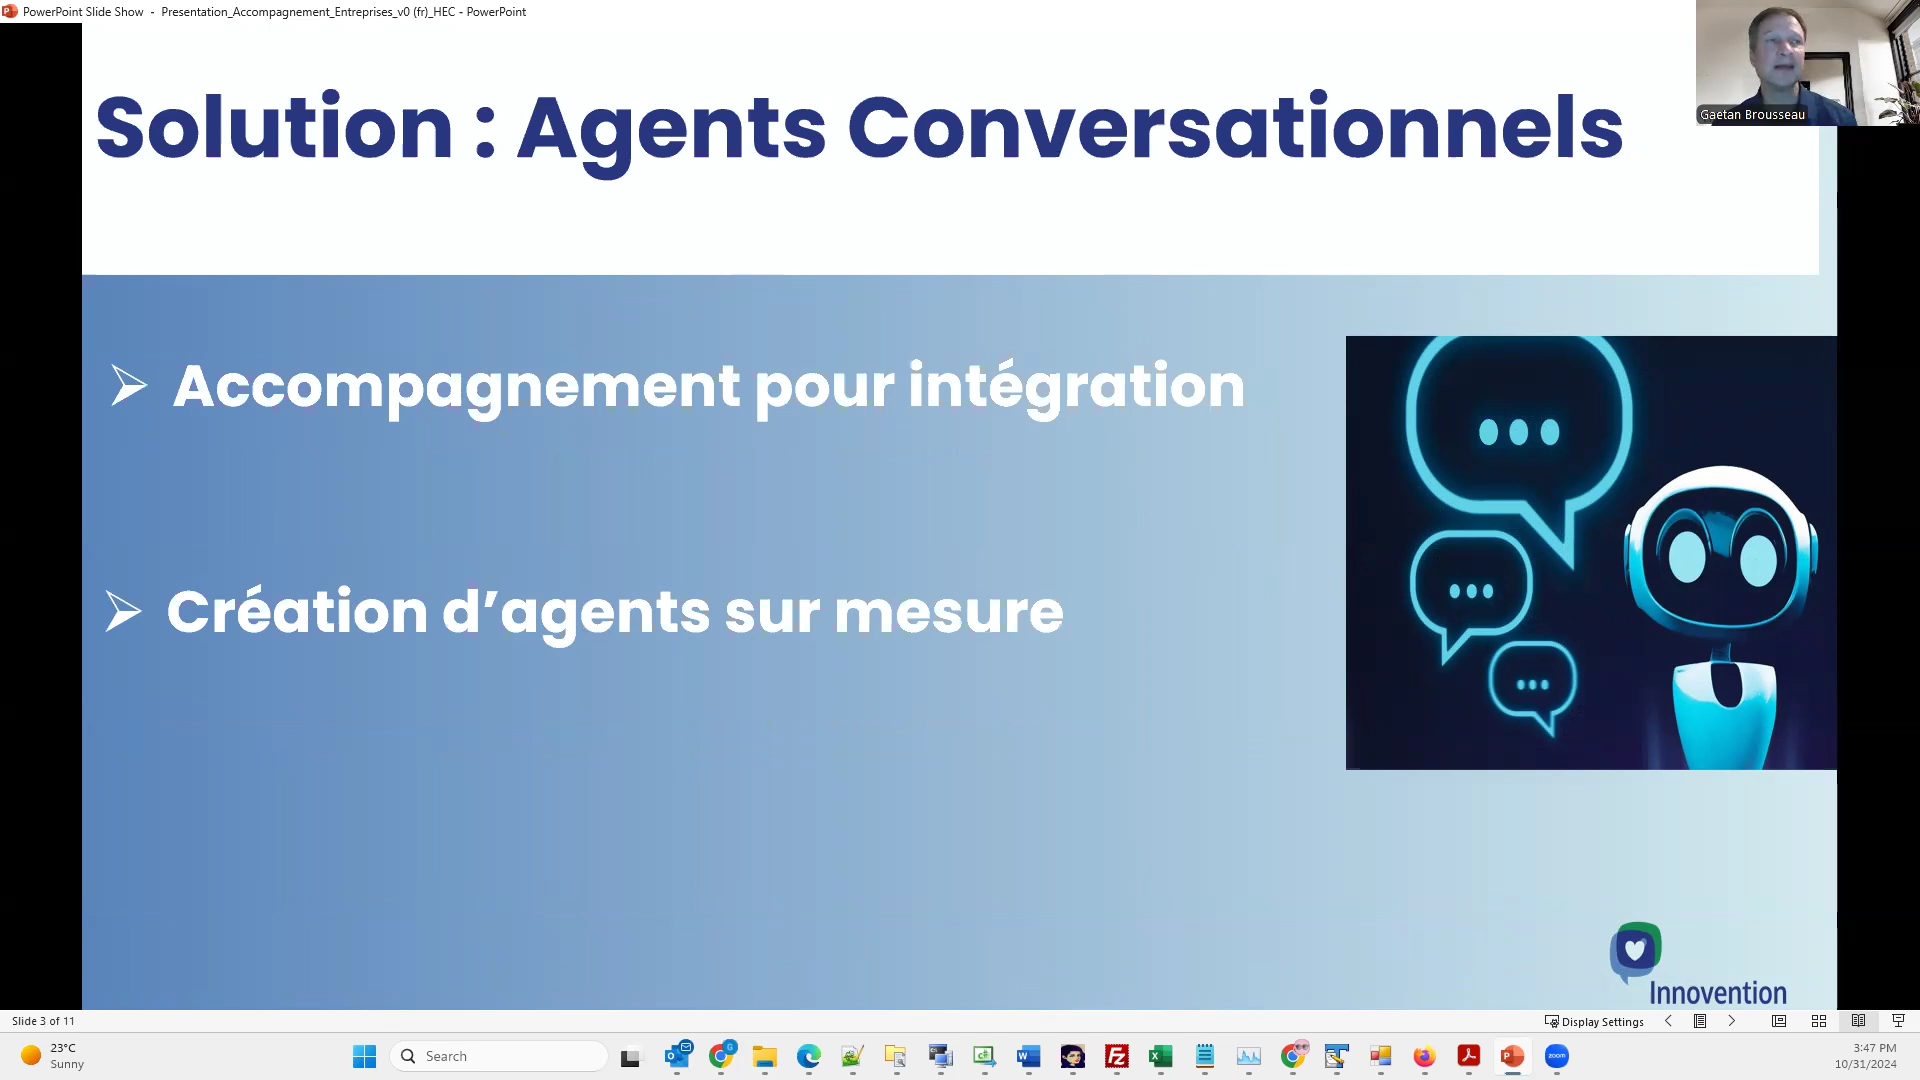 PowerPoint Slide Show - Presentation_Accompagnement_Entreprises_v0 (fr)_HEC - PowerPoint
Gaetan Brousseau
Solution : Agents Conversationnels
Accompagnement pour intégration
Création d’agents sur mesure
Innovention
Slide 3 of 11
Display Settings
23°C
Sunny
Search
zoom
3:47 PM
10/31/2024